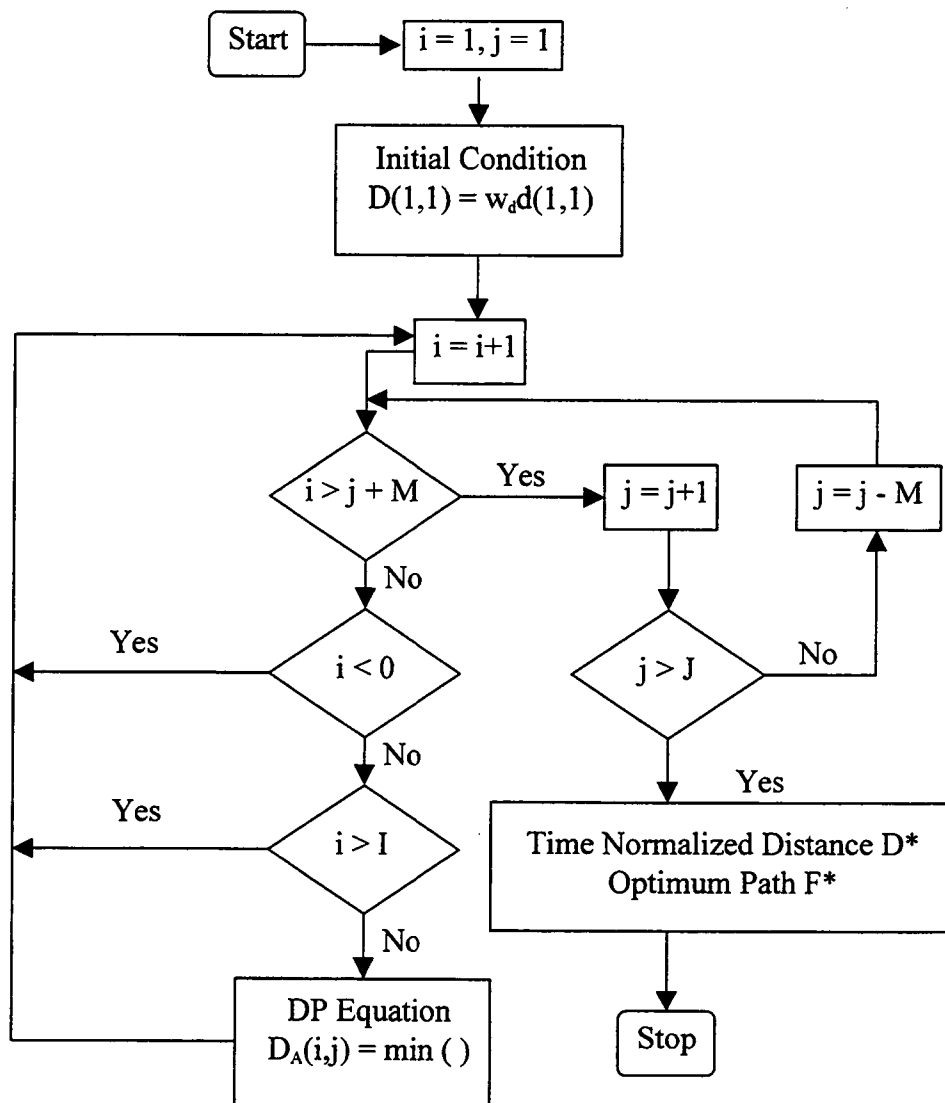 Start
i = 1, j = 1
Initial Condition
D(1,1) = w_d d(1,1)
i = i+1
i > j + M
Yes
j = j+1
j = j - M
No
Yes
i < 0
j > J
No
No
Yes
Yes
i > I
Time Normalized Distance D*
Optimum Path F*
No
DP Equation
D_A(i,j) = min ( )
Stop